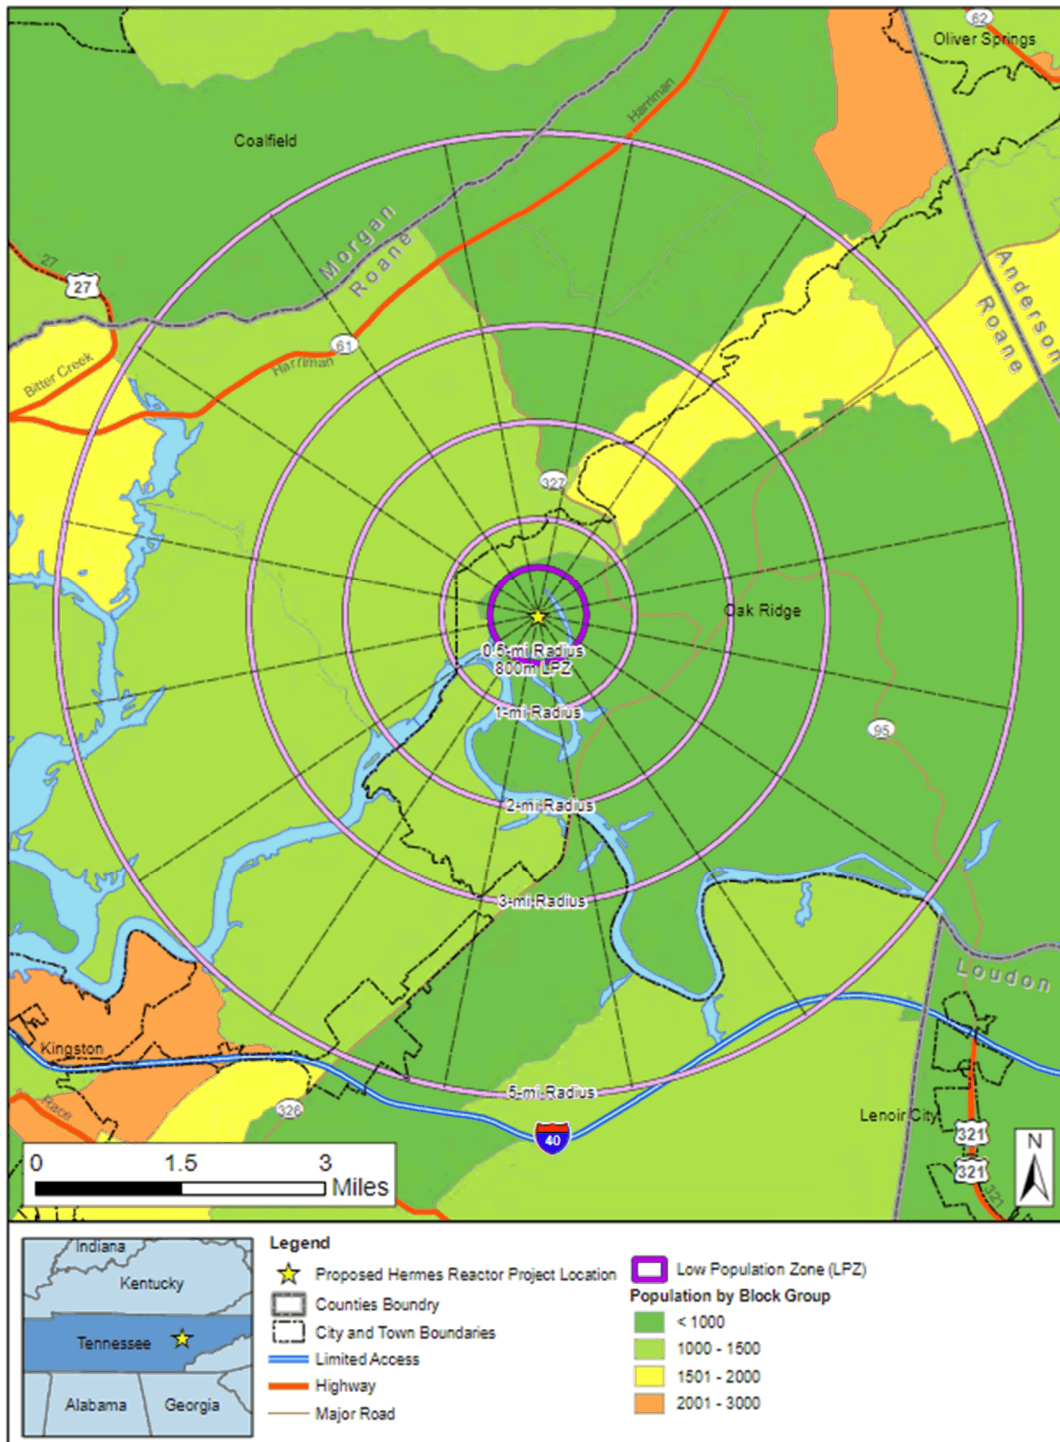 62
Oliver Springs
Harriman
Coalfield
Morgan
Roane
27
27
Anderson
Roane
61
Harriman
Bitter Creek
327
Oak Ridge
0.5-mi Radius
800m LPZ
1-mi Radius
95
2-mi Radius
3-mi Radius
Loudon
Kingston
5-mi Radius
Race
326
Lenoir City
40
321
321
321
N
0 1.5 3
Miles
Indiana
Kentucky
Tennessee
Alabama
Georgia
Legend
Proposed Hermes Reactor Project Location
Counties Boundry
City and Town Boundaries
Limited Access
Highway
Major Road
Low Population Zone (LPZ)
Population by Block Group
< 1000
1000 - 1500
1501 - 2000
2001 - 3000